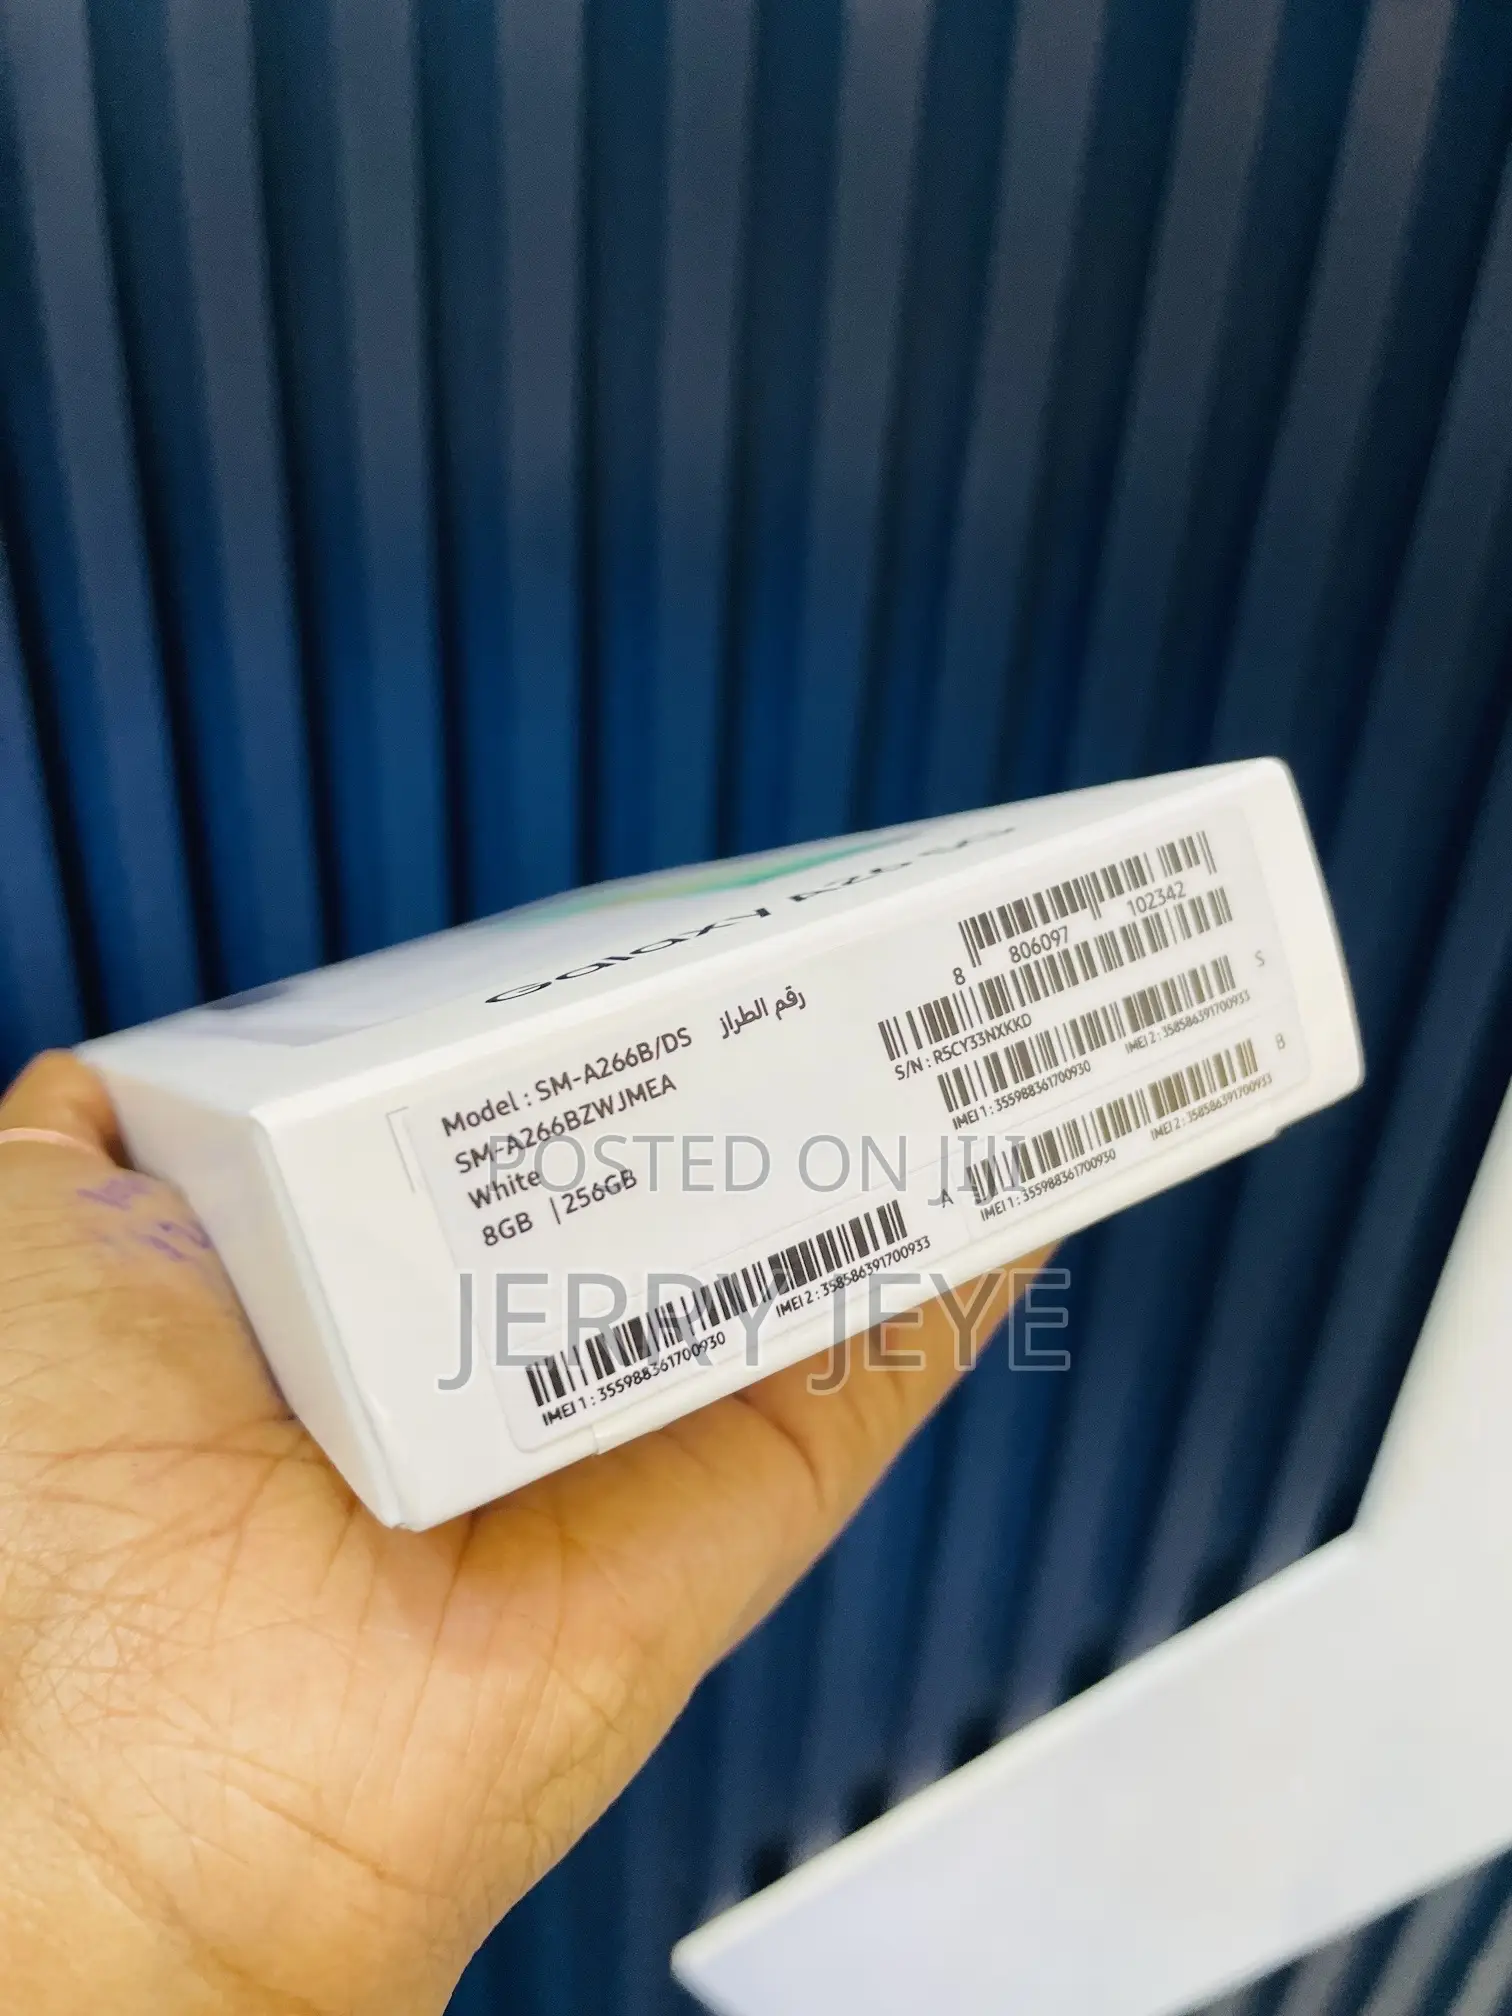 Galaxy A26 5G
Model : SM-A266B/DS رقم الطراز
SM-A266BZWJMEA
White
8GB | 256GB
8 806097 102342
S/N : R5CY33NXKKD
IMEI 1 : 355988361700930 IMEI 2 : 358586391700933
S
IMEI 1 : 355988361700930 IMEI 2 : 358586391700933
B
A
IMEI 1 : 355988361700930 IMEI 2 : 358586391700933
POSTED ON JIJI
JERRY JEYE